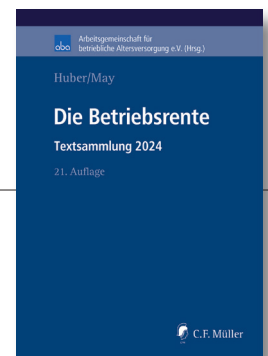 aba
Arbeitsgemeinschaft für
betriebliche Altersversorgung e.V. (Hrsg.)
Huber/May
Die Betriebsrente
Textsammlung 2024
21. Auflage
C.F. Müller